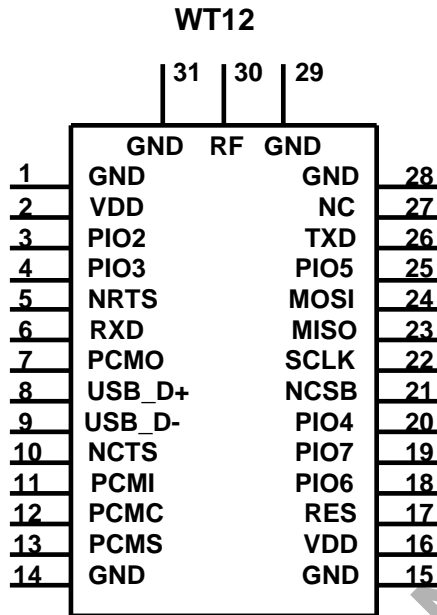 WT12
31 30 29
GND RF GND
1 GND GND 28
2 VDD NC 27
3 PIO2 TXD 26
4 PIO3 PIO5 25
5 NRTS MOSI 24
6 RXD MISO 23
7 PCMO SCLK 22
8 USB_D+ NCSB 21
9 USB_D- PIO4 20
10 NCTS PIO7 19
11 PCMI PIO6 18
12 PCMC RES 17
13 PCMS VDD 16
14 GND GND 15